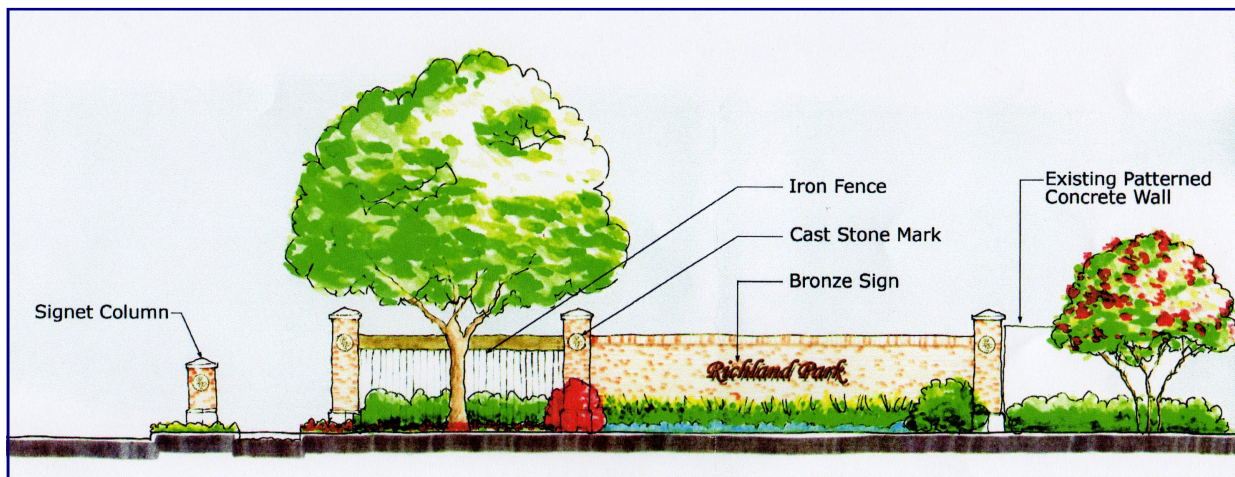 Iron Fence
Existing Patterned
Concrete Wall
Cast Stone Mark
Bronze Sign
Signet Column
Richland Park